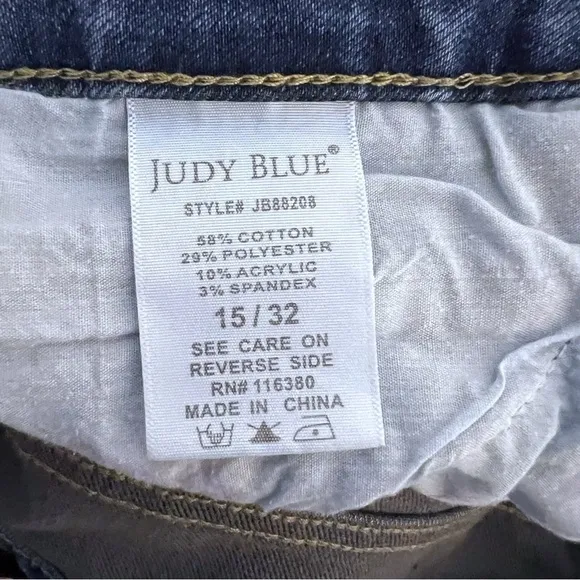 JUDY BLUE®
STYLE# JB88208
58% COTTON
29% POLYESTER
10% ACRYLIC
3% SPANDEX
15 / 32
SEE CARE ON
REVERSE SIDE
RN# 116380
MADE IN CHINA